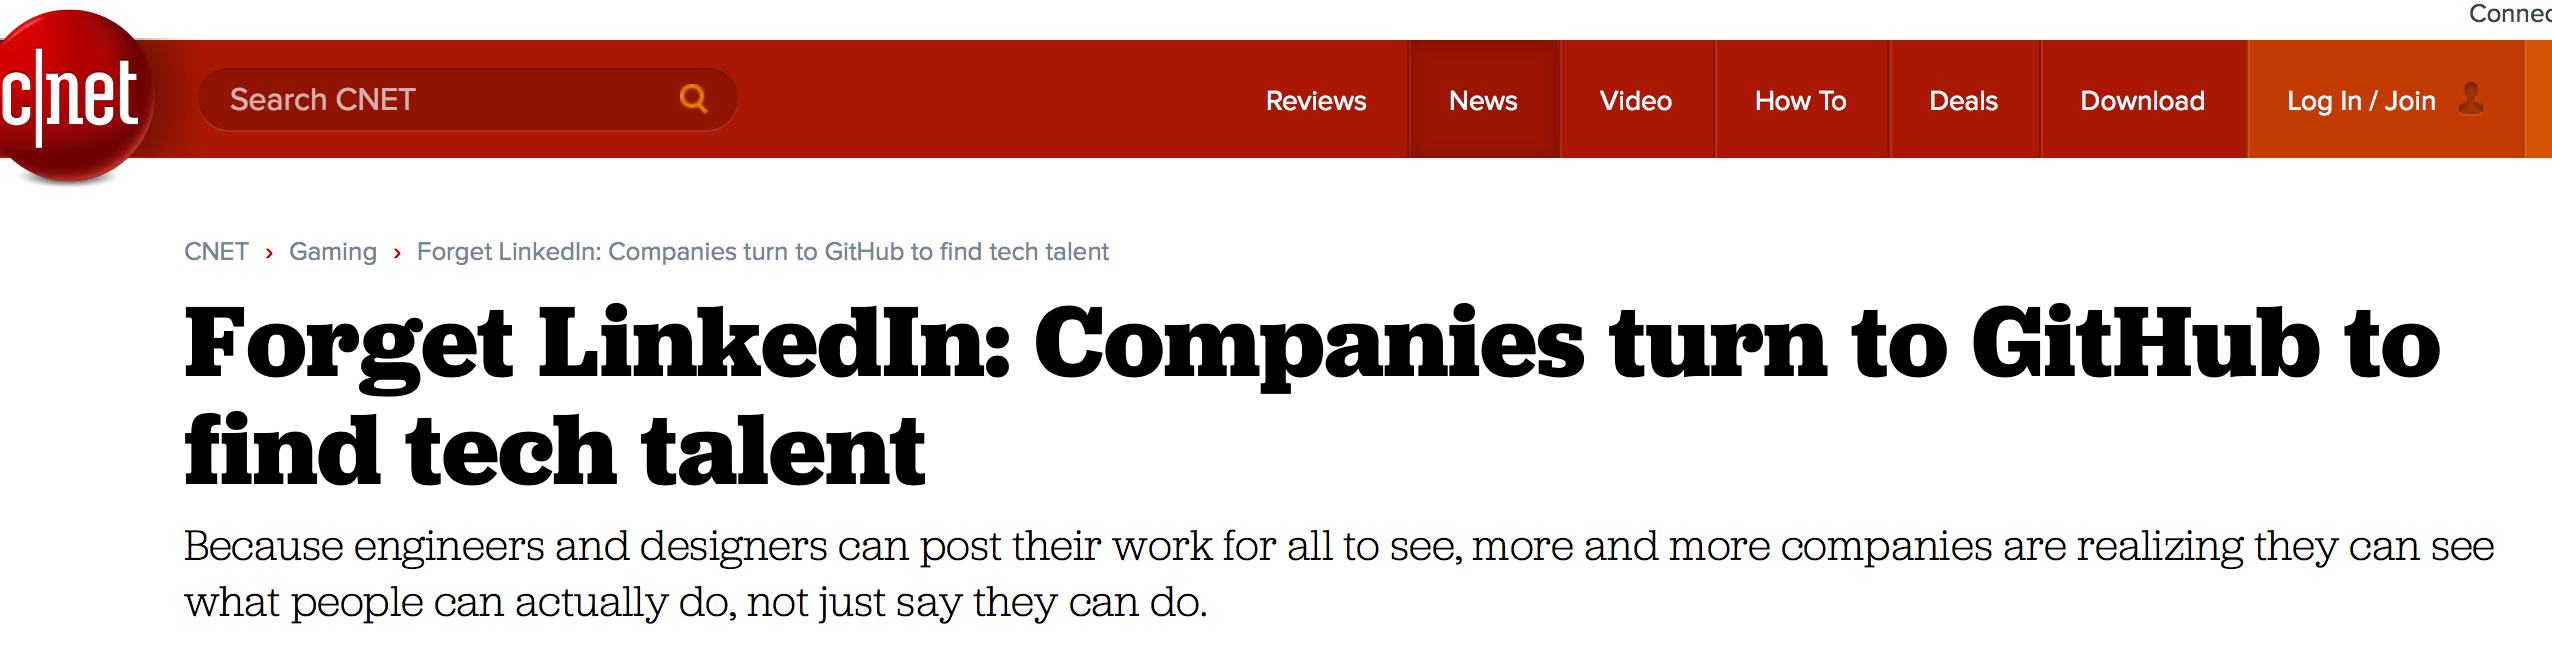 Connec
c|net
Search CNET
Reviews News Video How To Deals Download Log In / Join
CNET › Gaming › Forget LinkedIn: Companies turn to GitHub to find tech talent
Forget LinkedIn: Companies turn to GitHub to
find tech talent
Because engineers and designers can post their work for all to see, more and more companies are realizing they can see
what people can actually do, not just say they can do.